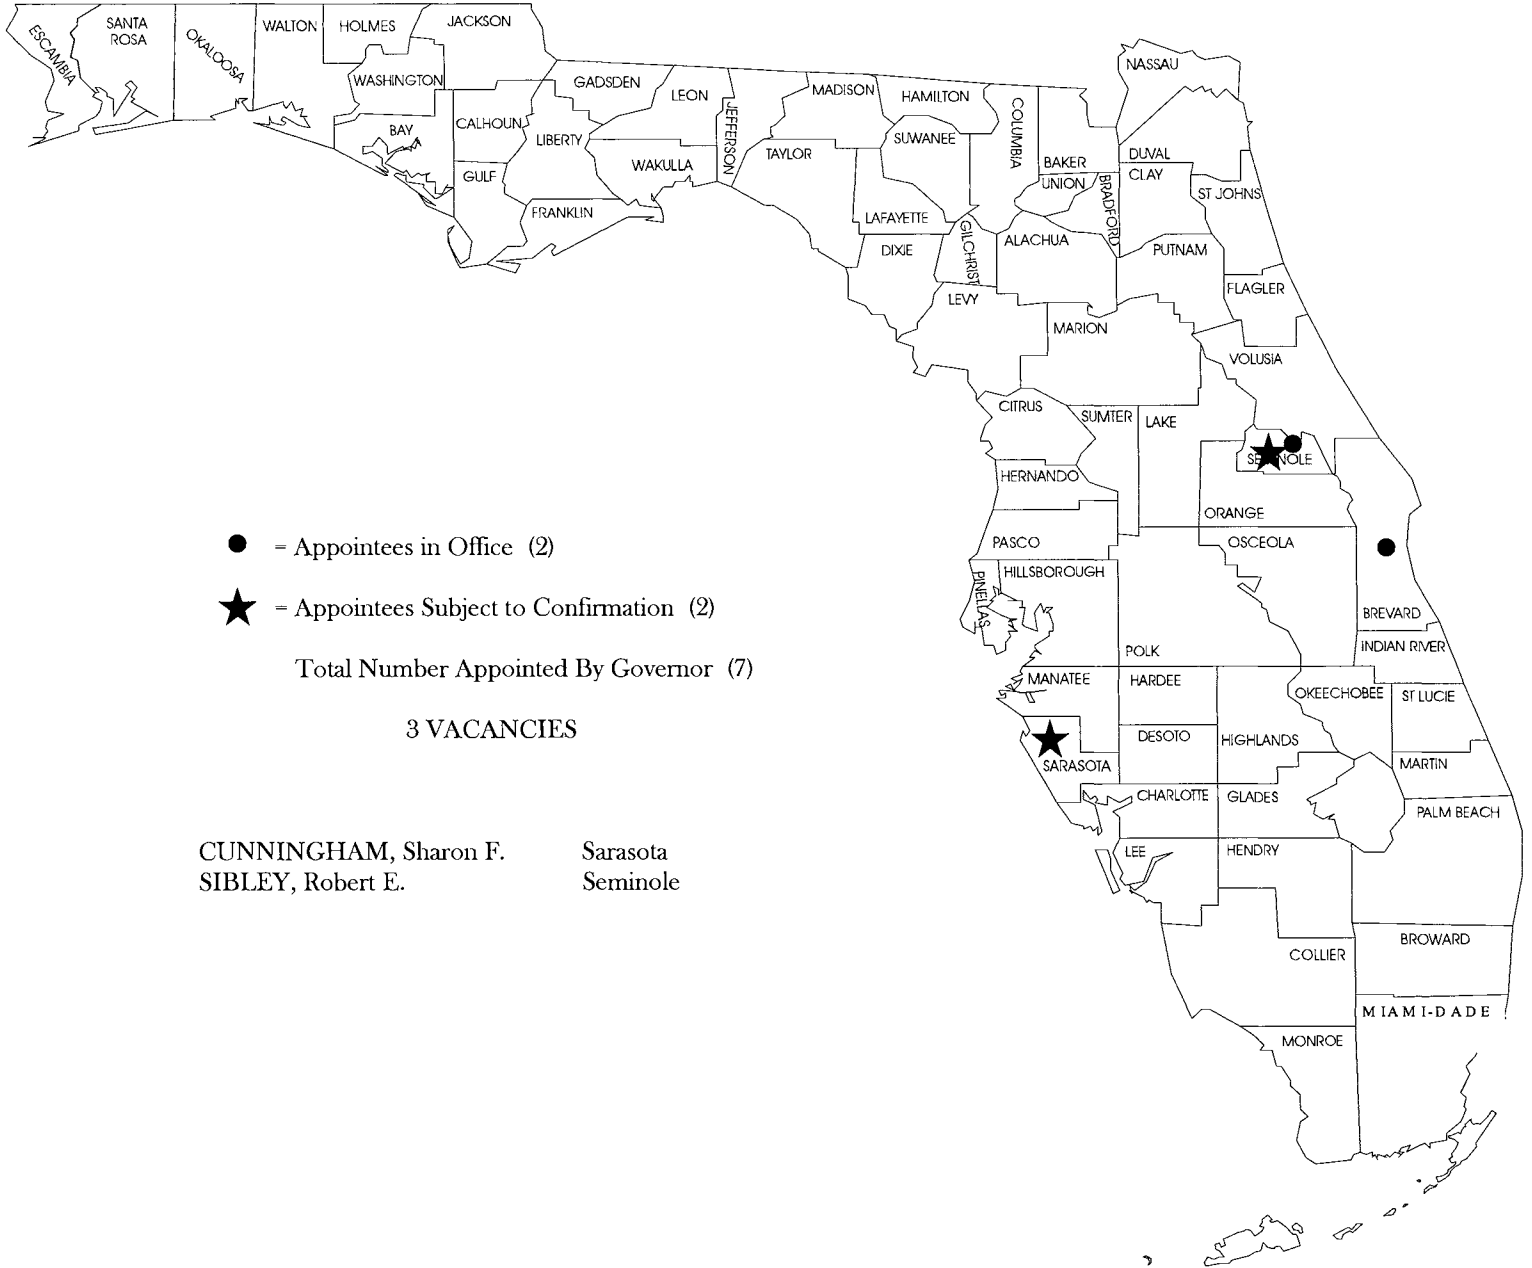 ESCAMBIA
SANTA
ROSA
OKALOOSA
WALTON
HOLMES
JACKSON
WASHINGTON
BAY
CALHOUN
GULF
LIBERTY
GADSDEN
LEON
JEFFERSON
WAKULLA
FRANKLIN
MADISON
TAYLOR
HAMILTON
SUWANEE
LAFAYETTE
DIXIE
COLUMBIA
GILCHRIST
BAKER
UNION
BRADFORD
ALACHUA
LEVY
NASSAU
DUVAL
CLAY
ST JOHNS
PUTNAM
FLAGLER
MARION
VOLUSIA
CITRUS
SUMTER
LAKE
SEMINOLE
HERNANDO
ORANGE
PASCO
OSCEOLA
PINELLAS
HILLSBOROUGH
BREVARD
POLK
INDIAN RIVER
MANATEE
HARDEE
OKEECHOBEE
ST LUCIE
DESOTO
HIGHLANDS
SARASOTA
MARTIN
CHARLOTTE
GLADES
PALM BEACH
LEE
HENDRY
COLLIER
BROWARD
MIAMI-DADE
MONROE
= Appointees in Office (2)
= Appointees Subject to Confirmation (2)
Total Number Appointed By Governor (7)
3 VACANCIES
CUNNINGHAM, Sharon F. Sarasota
SIBLEY, Robert E. Seminole